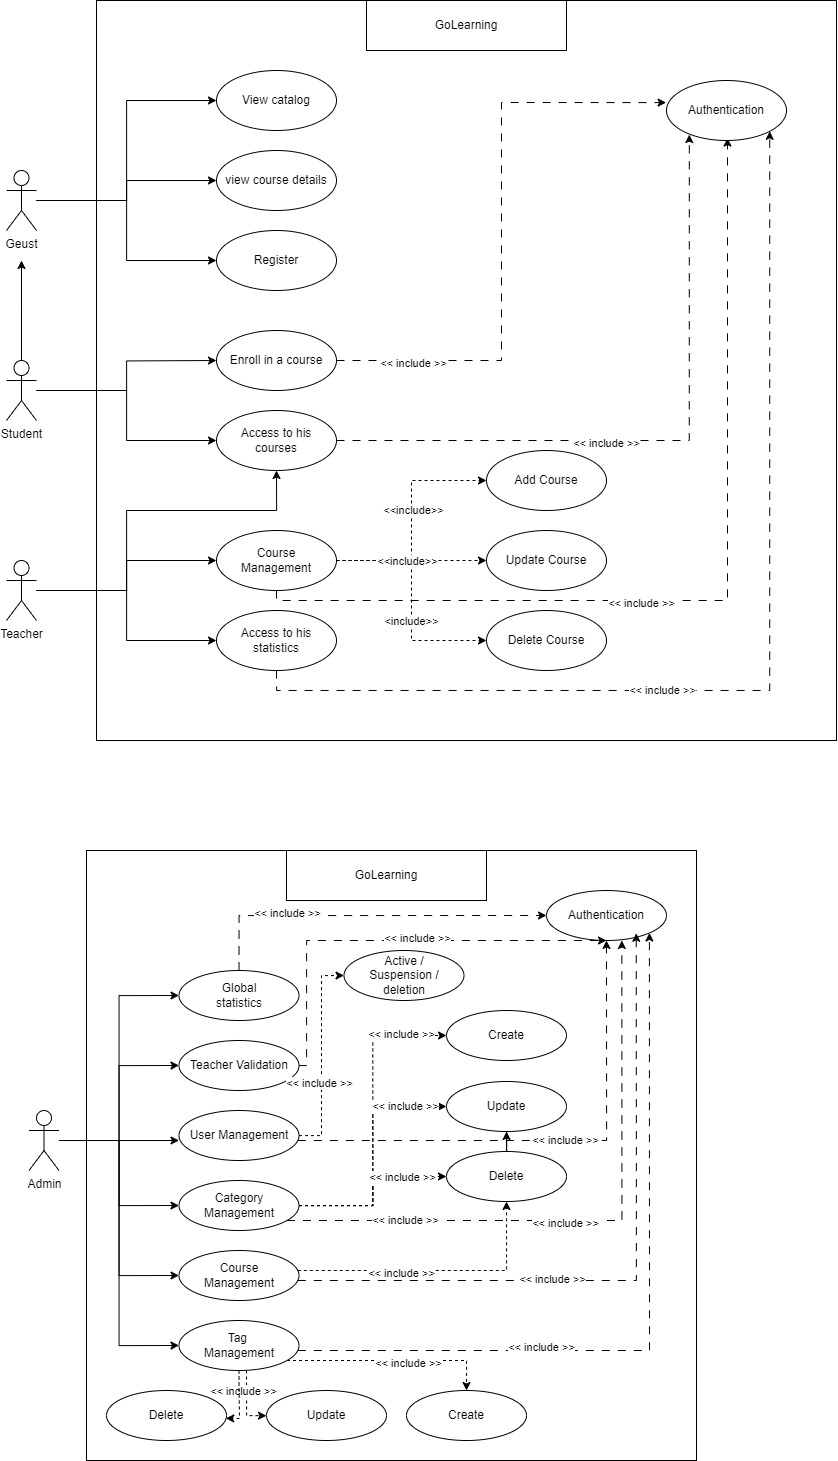 GoLearning
View catalog
Authentication
view course details
Geust
Register
Enroll in a course
<< include >>
Student
Access to his
courses
<< include >>
Add Course
<<include>>
Course
Management
<<include>>
Update Course
<< include >>
Teacher
Access to his
statistics
<include>>
Delete Course
<< include >>
GoLearning
<< include >>
Authentication
<< include >>
Active /
Suspension /
deletion
Global
statistics
<< include >>
Create
Teacher Validation
<< include >>
<< include >>
Update
User Management
<< include >>
Admin
<< include >>
Delete
Category
Management
<< include >>
<< include >>
Course
Management
<< include >>
<< include >>
Tag
Management
<< include >>
<< include >>
<< include >>
Delete
Update
Create